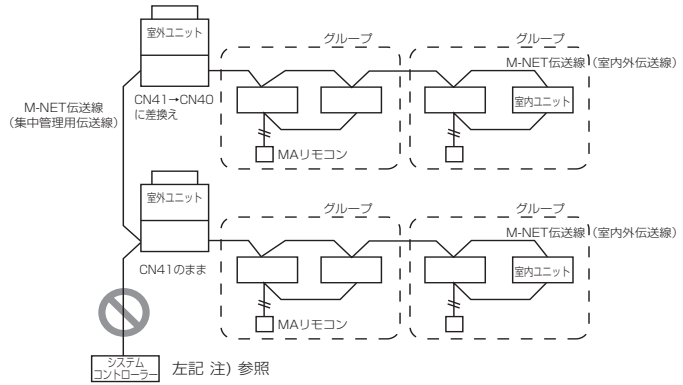 室外ユニット
グループ
グループ
M-NET伝送線（室内外伝送線）
M-NET伝送線
（集中管理用伝送線）
CN41→CN40
に差換え
室内ユニット
MAリモコン
室外ユニット
グループ
グループ
M-NET伝送線（室内外伝送線）
CN41のまま
室内ユニット
MAリモコン
システム
コントローラー
左記 注) 参照